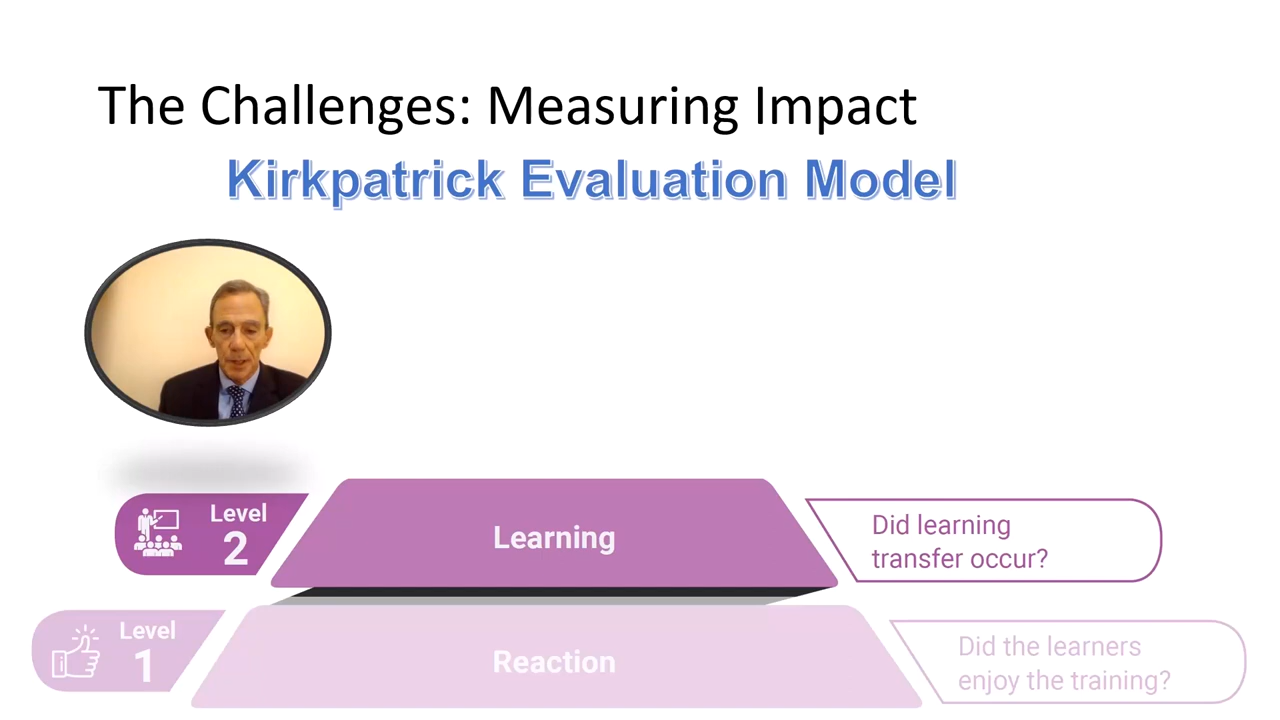 The Challenges: Measuring Impact
Kirkpatrick Evaluation Model
Level
2
Learning
Did learning
transfer occur?
Level
1
Reaction
Did the learners
enjoy the training?